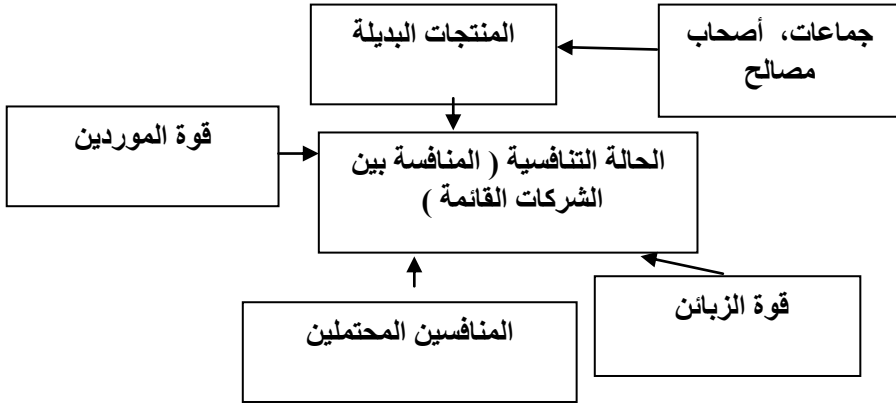 جماعات، أصحاب
مصالح
المنتجات البديلة
قوة الموردين
الحالة التنافسية ( المنافسة بين
الشركات القائمة )
قوة الزبائن
المنافسين المحتملين